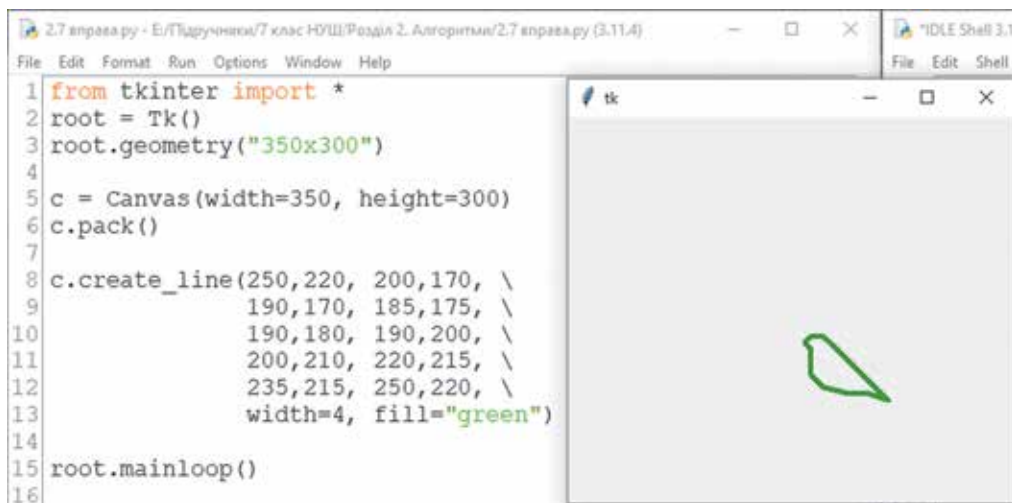 2.7 вправа.py - E:/Підручники/7 клас НУШ/Розділ 2. Алгоритми/2.7 вправа.py (3.11.4)
File Edit Format Run Options Window Help
1 from tkinter import *
2 root = Tk()
3 root.geometry("350x300")
4
5 c = Canvas(width=350, height=300)
6 c.pack()
7
8 c.create_line(250,220, 200,170, \
9 190,170, 185,175, \
10 190,180, 190,200, \
11 200,210, 220,215, \
12 235,215, 250,220, \
13 width=4, fill="green")
14
15 root.mainloop()
16
*IDLE Shell 3.1
File Edit Shell
tk